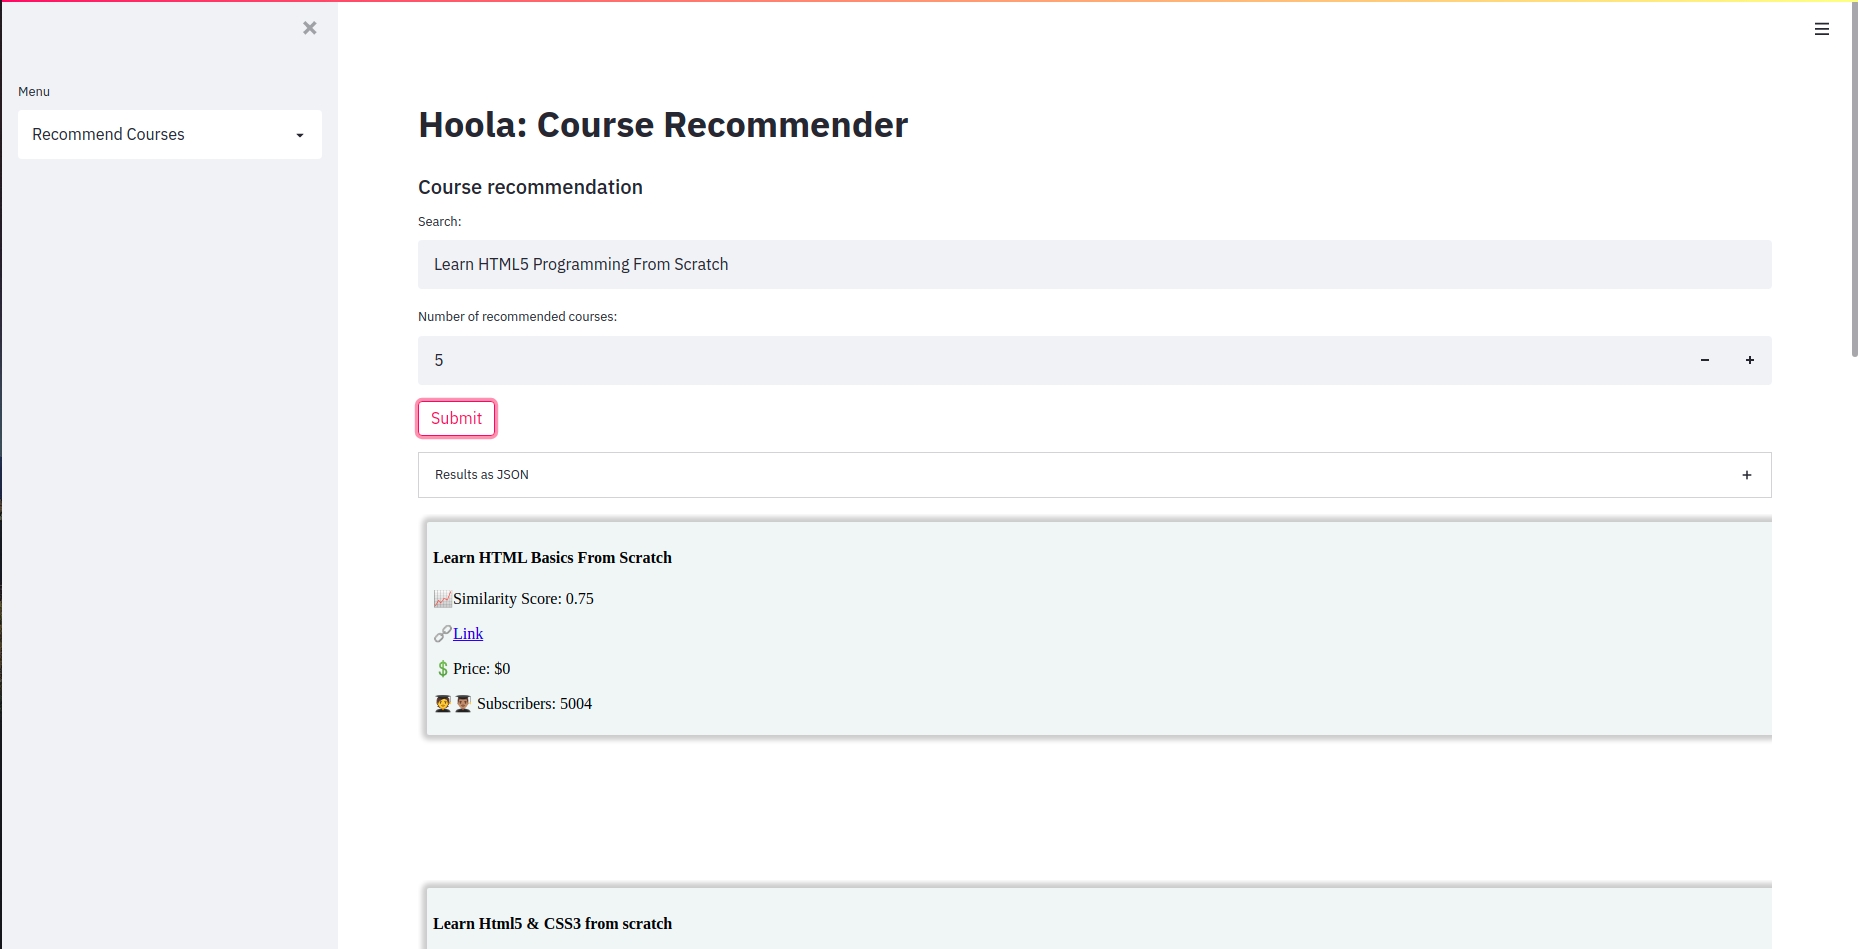 Menu
Recommend Courses
Hoola: Course Recommender
Course recommendation
Search:
Learn HTML5 Programming From Scratch
Number of recommended courses:
5
Submit
Results as JSON
Learn HTML Basics From Scratch
📈Similarity Score: 0.75
🔗Link
💲Price: $0
🧑‍🎓👨🏽‍🎓 Subscribers: 5004
Learn Html5 & CSS3 from scratch